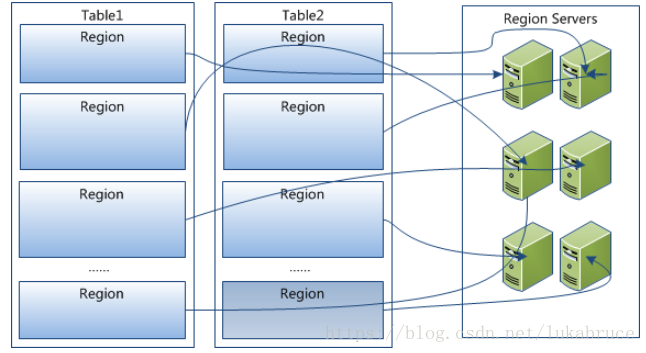 Table1
Region
Region
Region
......
Region
Table2
Region
Region
Region
......
Region
Region Servers
https://blog.csdn.net/lukabruce